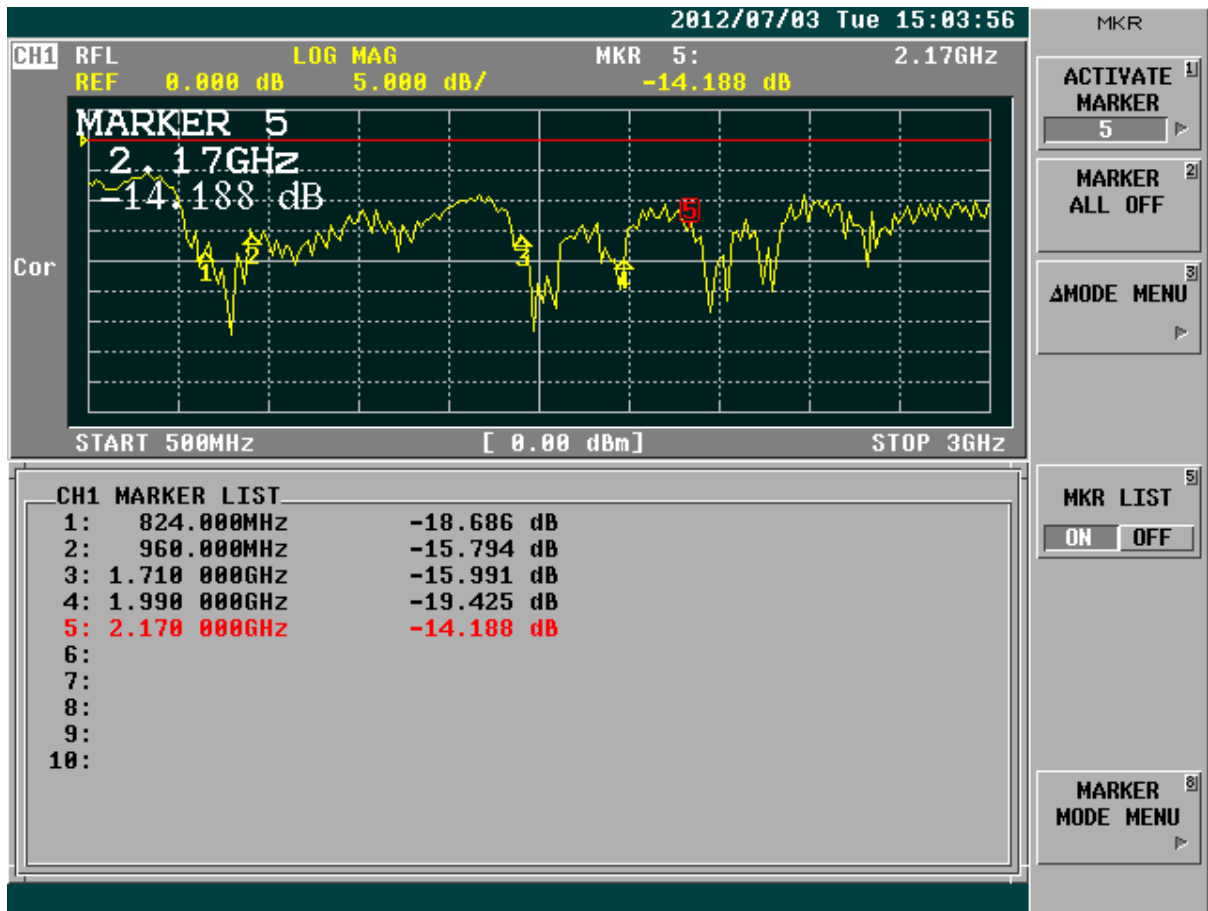 2012/07/03 Tue 15:03:56
CH1 RFL LOG MAG MKR 5: 2.17GHz
REF 0.000 dB 5.000 dB/ -14.188 dB
MARKER 5
2.17GHz
-14.188 dB
1
2
3
4
5
Cor
START 500MHz [ 0.00 dBm] STOP 3GHz
CH1 MARKER LIST
1: 824.000MHz -18.686 dB
2: 960.000MHz -15.794 dB
3: 1.710 000GHz -15.991 dB
4: 1.990 000GHz -19.425 dB
5: 2.170 000GHz -14.188 dB
6:
7:
8:
9:
10:
MKR
ACTIVATE 1
MARKER
5
MARKER 2
ALL OFF
3
ΔMODE MENU
5
MKR LIST
ON OFF
MARKER 8
MODE MENU